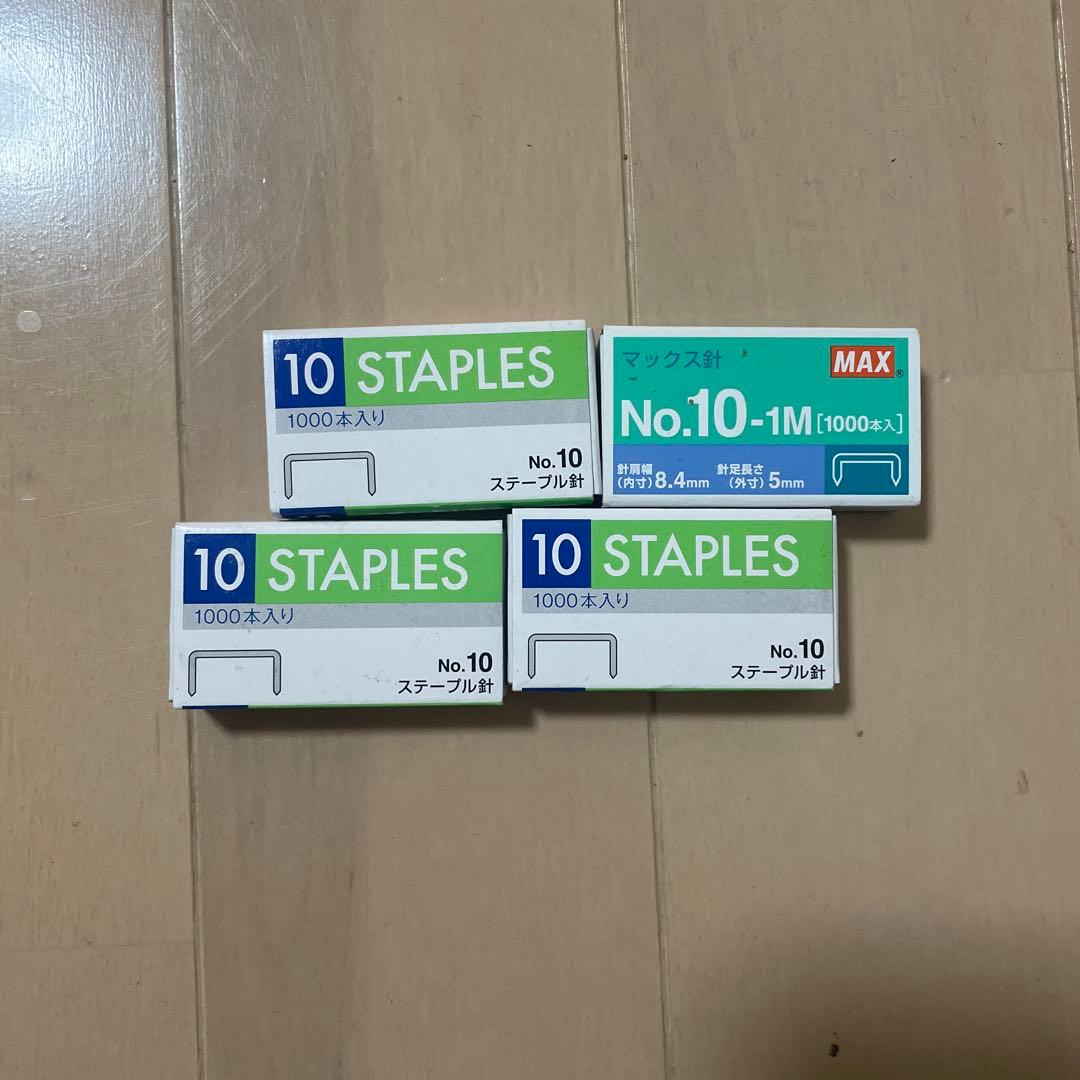 10 STAPLES
1000本入り
No.10
ステープル針
マックス針
MAX®
No.10-1M[1000本入]
針肩幅
(内寸)8.4mm
針足長さ
(外寸)5mm
10 STAPLES
1000本入り
No.10
ステープル針
10 STAPLES
1000本入り
No.10
ステープル針